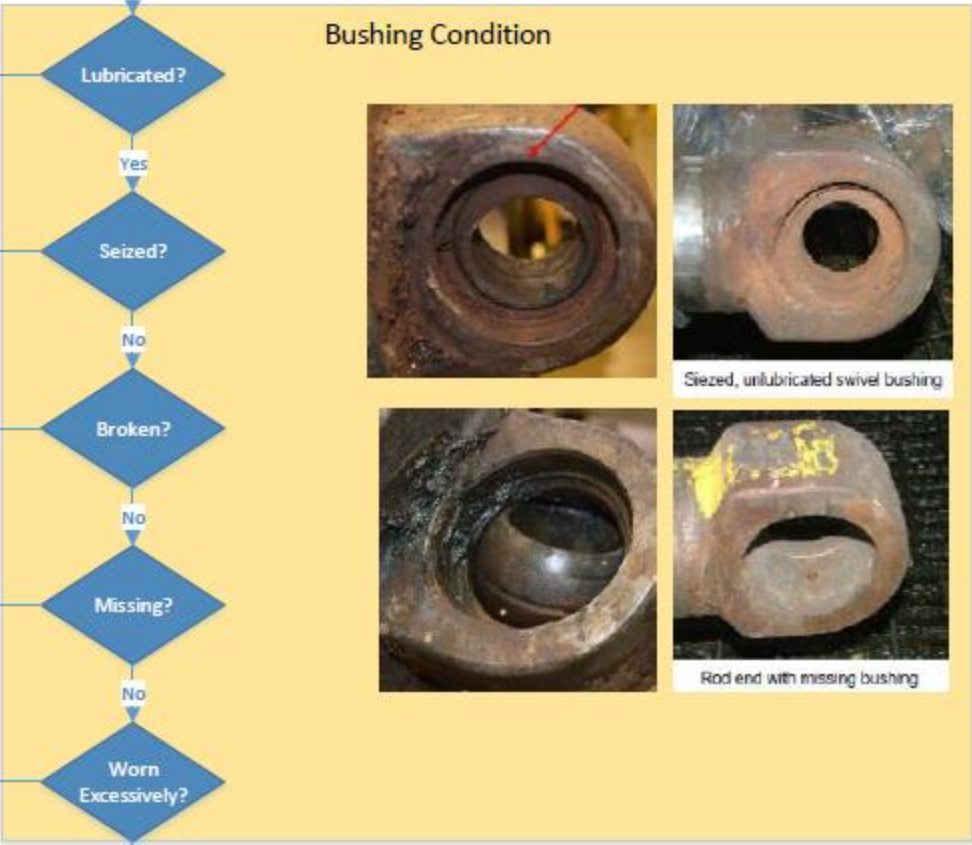 Bushing Condition
Lubricated?
Yes
Seized?
No
Broken?
No
Missing?
No
Worn
Excessively?
Siezed, unlubricated swivel bushing
Rod end with missing bushing